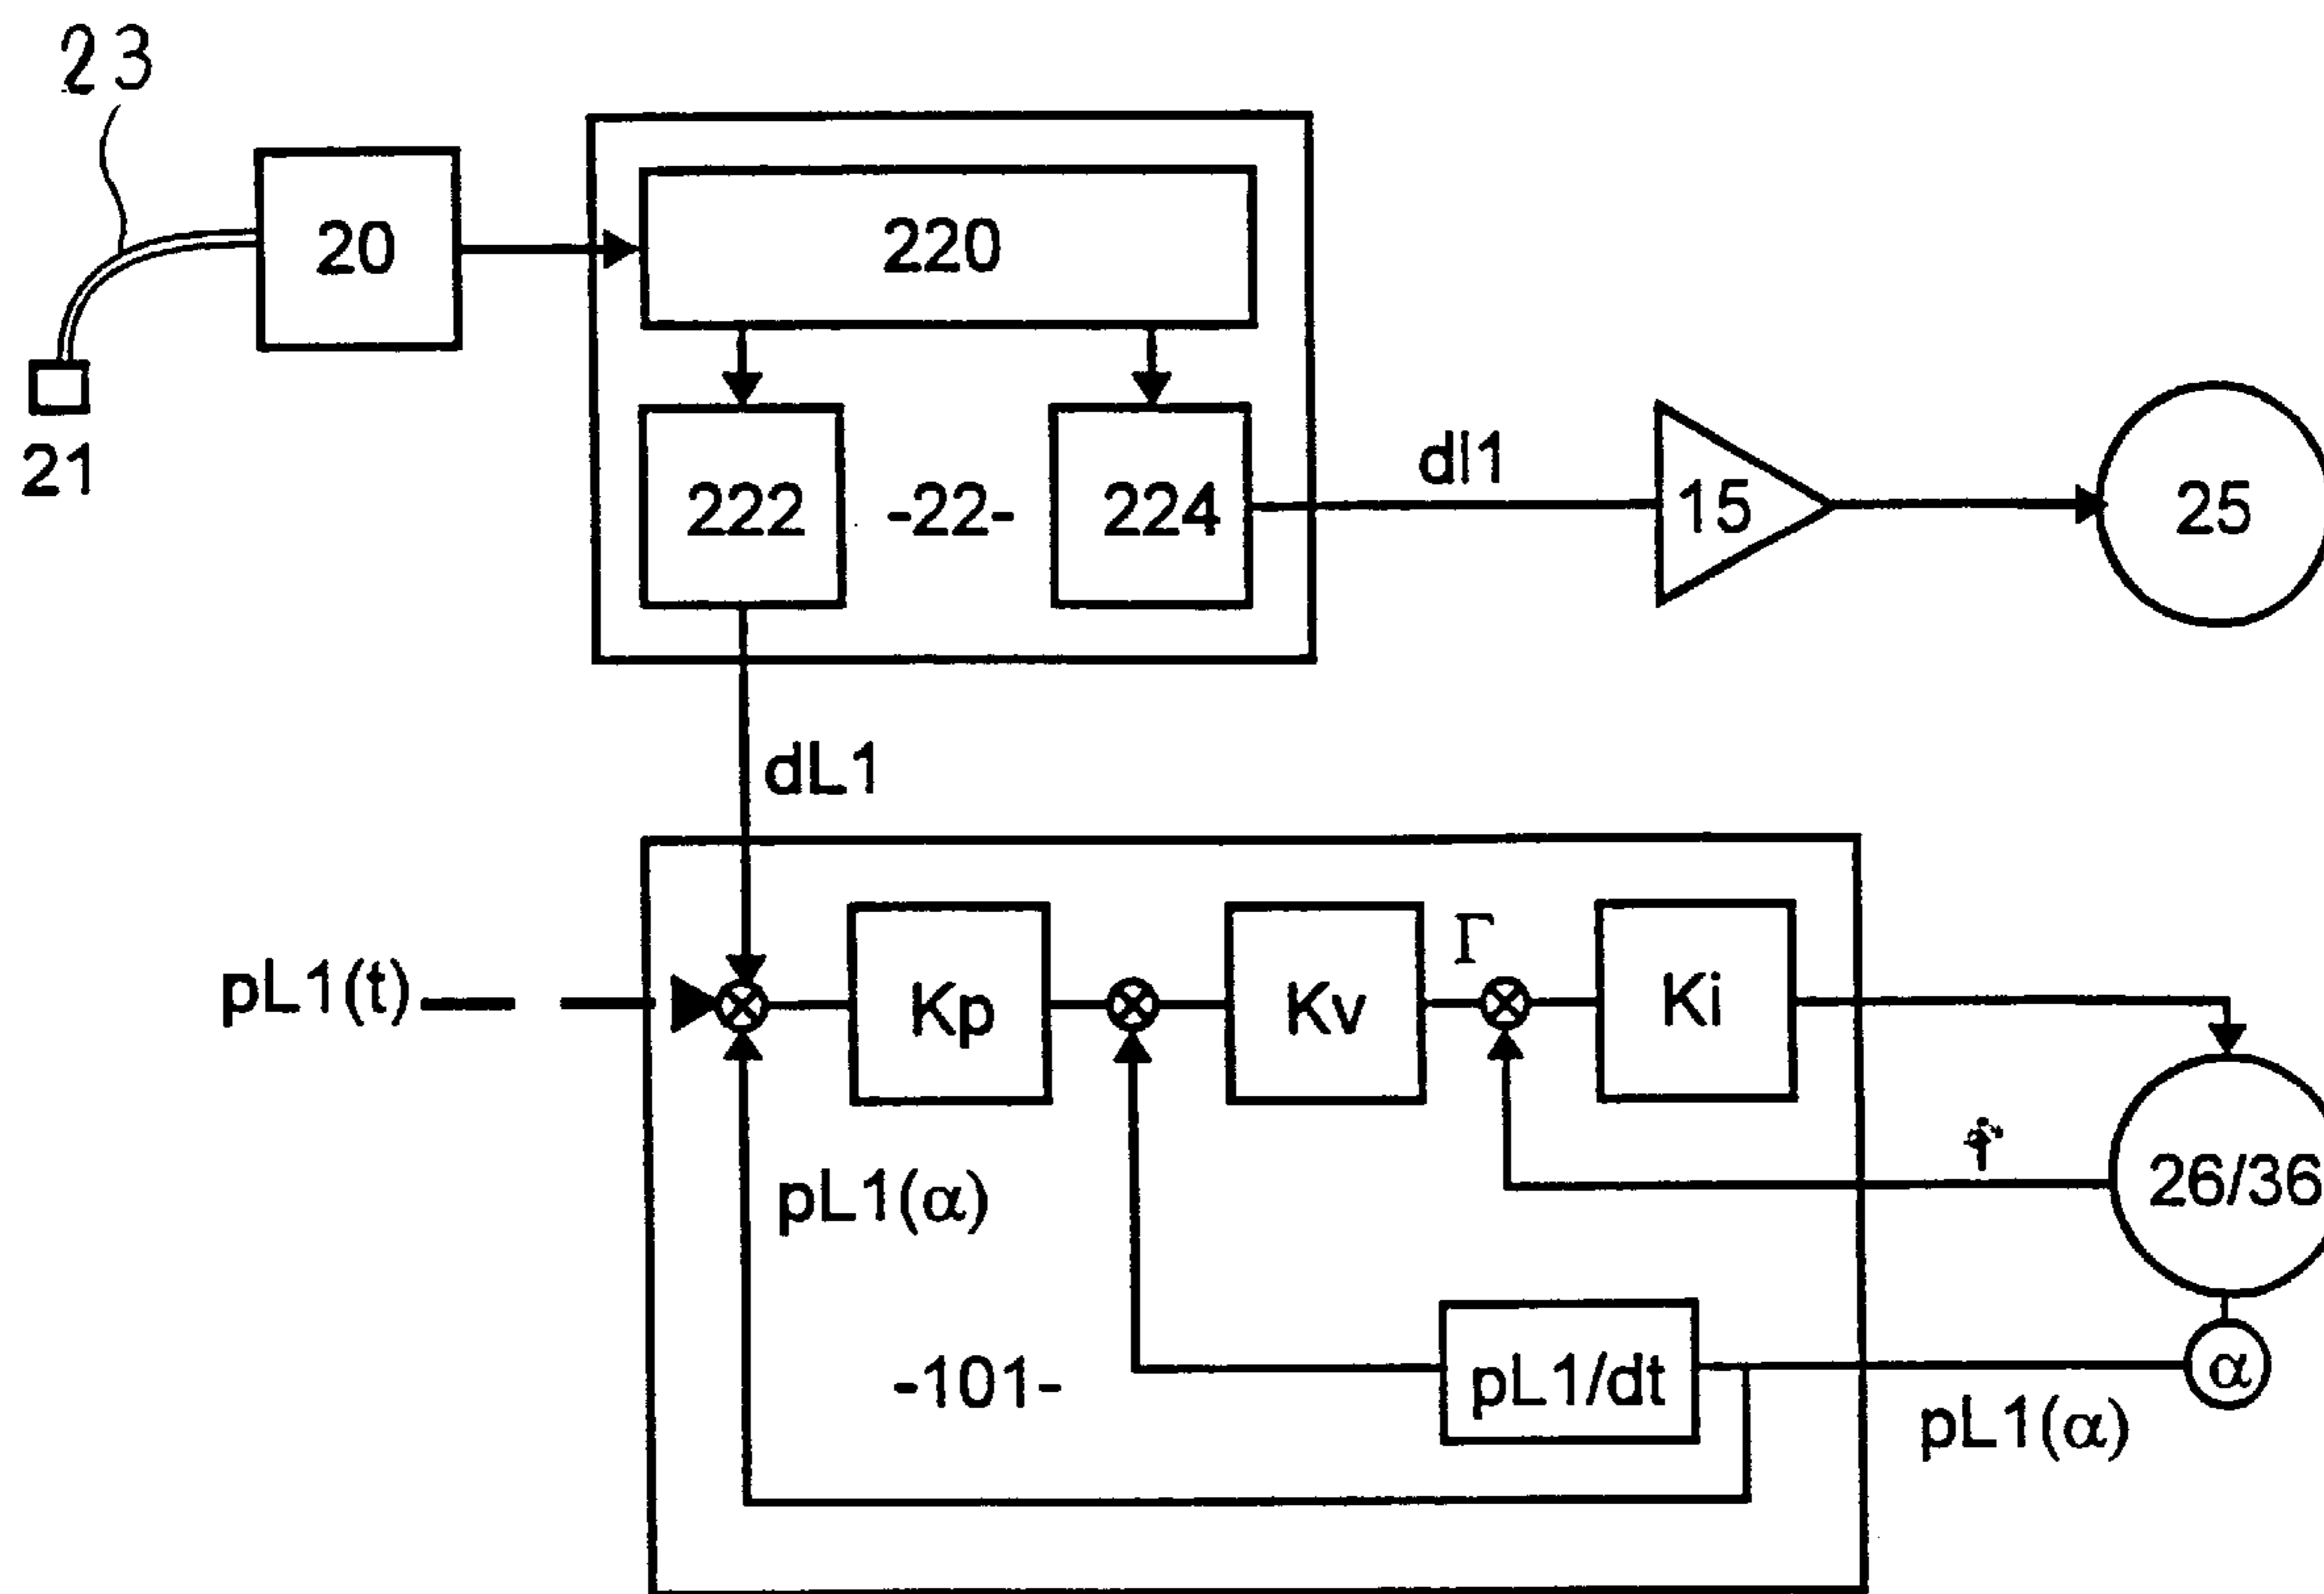 23
20
220
21
222
-22-
224
dl1
15
25
dL1
pL1(t)
Kp
Kv
Γ
Ki
pL1(α)
i
26/36
-101-
pL1/dt
α
pL1(α)